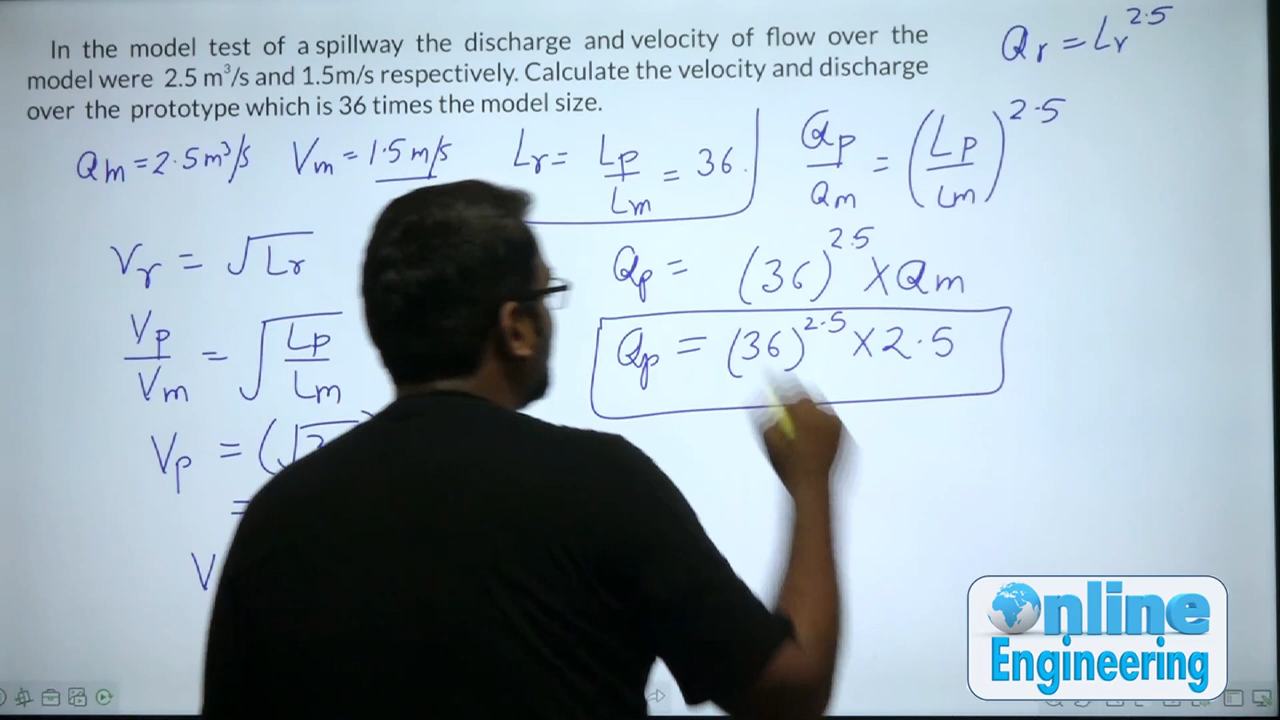 In the model test of a spillway the discharge and velocity of flow over the
model were 2.5 m³/s and 1.5m/s respectively. Calculate the velocity and discharge
over the prototype which is 36 times the model size.
Qr = Lr^2.5
Qm = 2.5 m³/s Vm = 1.5 m/s Lr = Lp/Lm = 36
Qp/Qm = (Lp/Lm)^2.5
Vr = √Lr
Qp = (36)^2.5 × Qm
Vp/Vm = √(Lp/Lm)
Qp = (36)^2.5 × 2.5
Vp = (√3
=
V
Online
Engineering